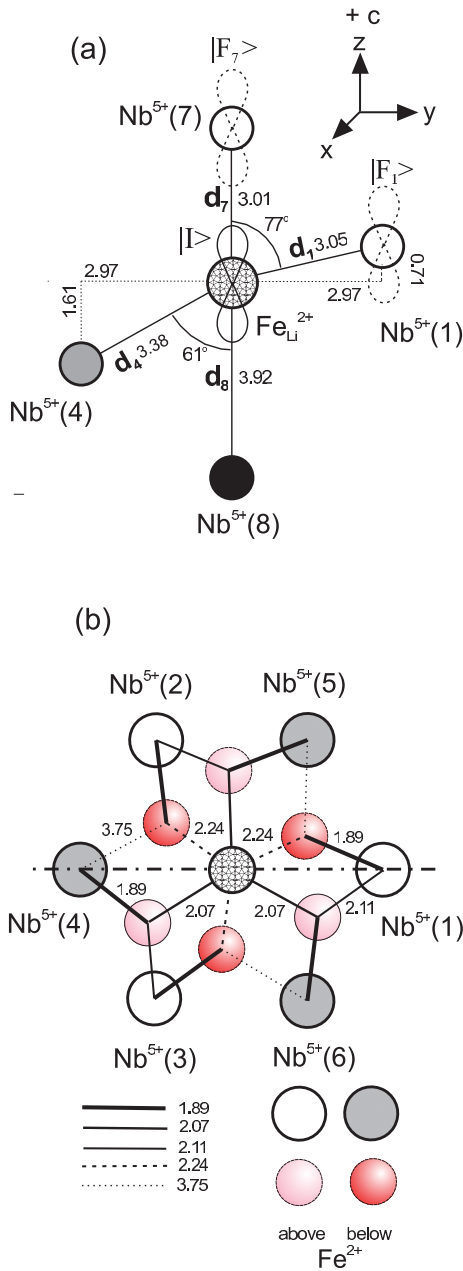 (a)
+ c
z
y
x
|F7>
Nb5+(7)
|F1>
d7 3.01
77°
|I>
d1 3.05
2.97
0.71
2.97
1.61
FeLi2+
Nb5+(1)
d4 3.38
61°
d8 3.92
Nb5+(4)
Nb5+(8)
–
(b)
Nb5+(2)
Nb5+(5)
3.75
2.24
2.24
1.89
1.89
2.07
2.07
2.11
Nb5+(4)
Nb5+(1)
Nb5+(3)
Nb5+(6)
1.89
2.07
2.11
2.24
3.75
above
below
Fe2+